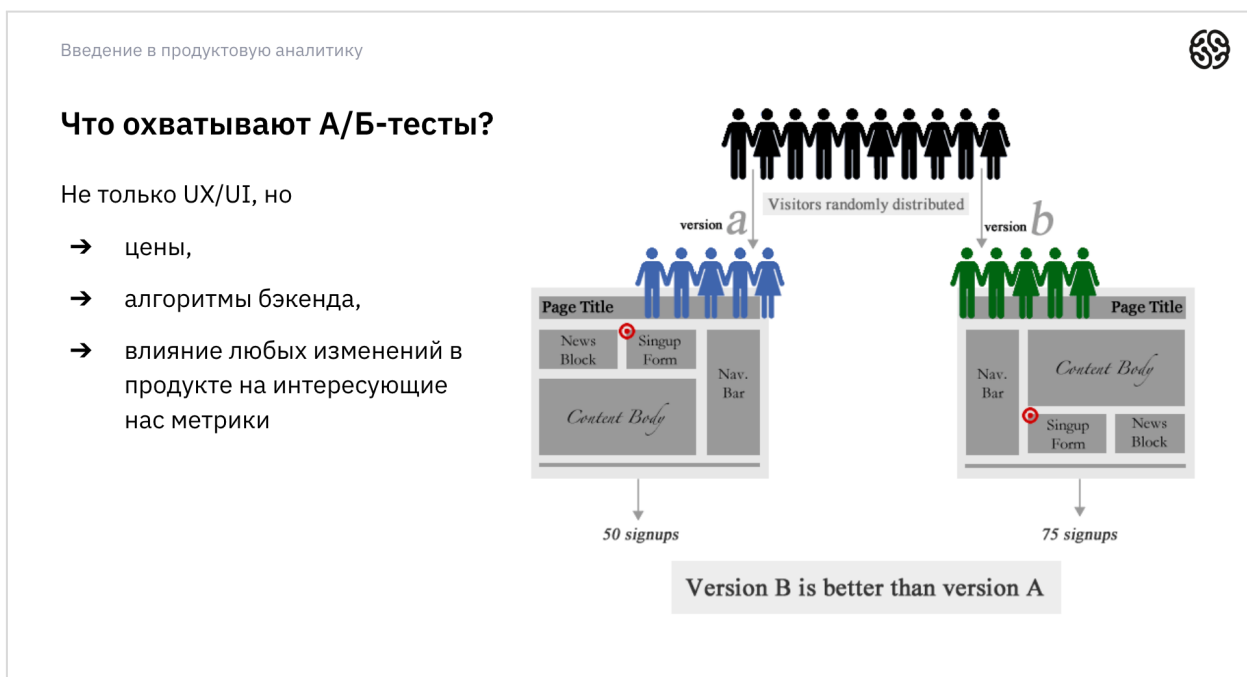 Введение в продуктовую аналитику
Что охватывают А/Б-тесты?
Не только UX/UI, но
➔ цены,
➔ алгоритмы бэкенда,
➔ влияние любых изменений в
продукте на интересующие
нас метрики
Visitors randomly distributed
version a
version b
Page Title
News
Block
Singup
Form
Nav.
Bar
Content Body
50 signups
Page Title
Nav.
Bar
Content Body
Singup
Form
News
Block
75 signups
Version B is better than version A